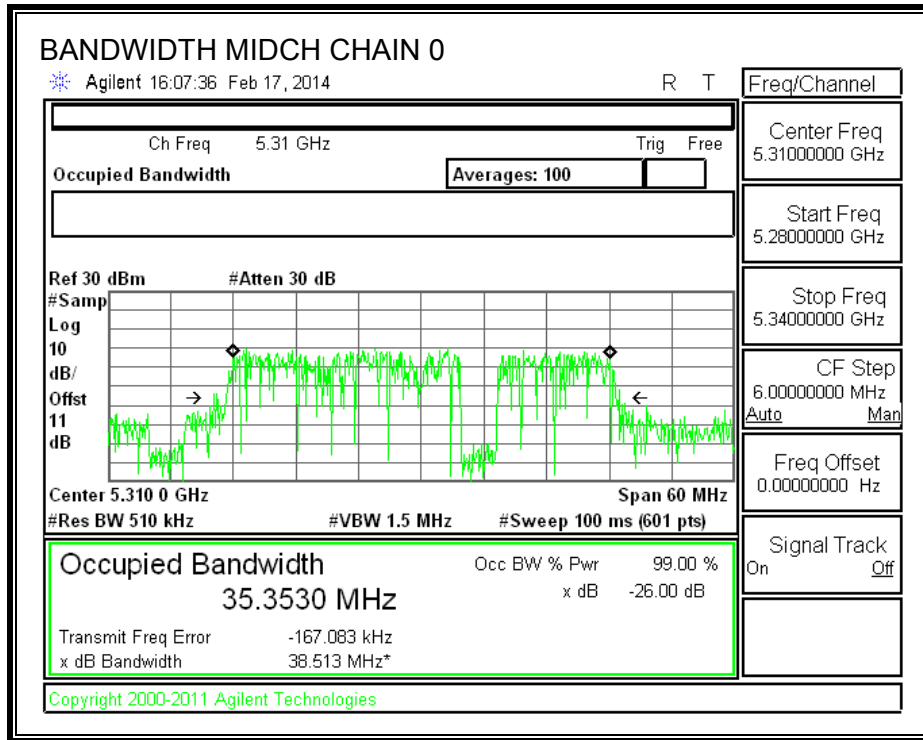 BANDWIDTH MIDCH CHAIN 0
Agilent 16:07:36 Feb 17, 2014 R T
Freq/Channel
Ch Freq 5.31 GHz Trig Free
Occupied Bandwidth Averages: 100
Center Freq
5.31000000 GHz
Start Freq
5.28000000 GHz
Stop Freq
5.34000000 GHz
CF Step
6.00000000 MHz
Auto Man
Freq Offset
0.00000000 Hz
Signal Track
On Off
Ref 30 dBm #Atten 30 dB
#Samp
Log
10
dB/
Offst
11
dB
Center 5.310 0 GHz Span 60 MHz
#Res BW 510 kHz #VBW 1.5 MHz #Sweep 100 ms (601 pts)
Occupied Bandwidth Occ BW % Pwr 99.00 %
35.3530 MHz x dB -26.00 dB
Transmit Freq Error -167.083 kHz
x dB Bandwidth 38.513 MHz*
Copyright 2000-2011 Agilent Technologies